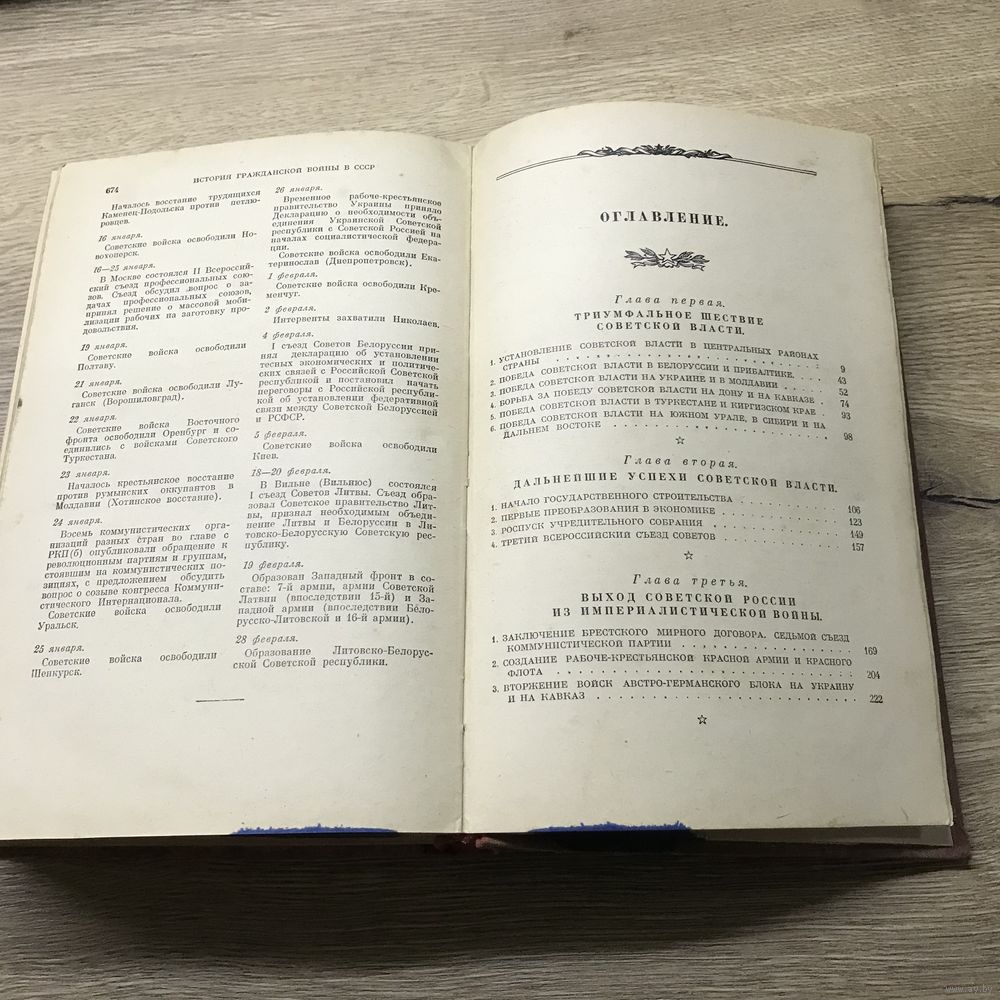 674
ИСТОРИЯ ГРАЖДАНСКОЙ ВОЙНЫ В СССР
Началось восстание трудящихся
Каменец-Подольска против петлю-
ровцев.
16 января.
Советские войска освободили Но-
вохоперск.
16—25 января.
В Москве состоялся II Всероссий-
ский съезд профессиональных сою-
зов. Съезд обсудил вопрос о за-
дачах профессиональных союзов,
принял решение о массовой моби-
лизации рабочих на заготовку про-
довольствия.
19 января.
Советские войска освободили
Полтаву.
21 января.
Советские войска освободили Лу-
ганск (Ворошиловград).
22 января.
Советские войска Восточного
фронта освободили Оренбург и со-
единились с войсками Советского
Туркестана.
23 января.
Началось крестьянское восстание
против румынских оккупантов в
Молдавии (Хотинское восстание).
24 января.
Восемь коммунистических орга-
низаций разных стран во главе с
РКП(б) опубликовали обращение к
революционным партиям и группам,
стоявшим на коммунистических по-
зициях, с предложением обсудить
вопрос о созыве конгресса Коммуни-
стического Интернационала.
Советские войска освободили
Уральск.
25 января.
Советские войска освободили
Шенкурск.
26 января.
Временное рабоче-крестьянское
правительство Украины приняло
Декларацию о необходимости объ-
единения Украинской Советской
республики с Советской Россией на
началах социалистической федера-
ции.
Советские войска освободили Ека-
теринослав (Днепропетровск).
1 февраля.
Советские войска освободили Кре-
менчуг.
2 февраля.
Интервенты захватили Николаев.
4 февраля.
I съезд Советов Белоруссии при-
нял декларацию об установлении
тесных экономических и политиче-
ских связей с Российской Советской
республикой и постановил начать
переговоры с Российской республи-
кой об установлении федеративной
связи между Советской Белоруссией
и РСФСР.
5 февраля.
Советские войска освободили
Киев.
18—20 февраля.
В Вильне (Вильнюс) состоялся
I съезд Советов Литвы. Съезд обра-
зовал Советское правительство Лит-
вы, признал необходимым объеди-
нение Литвы и Белоруссии в Ли-
товско-Белорусскую Советскую рес-
публику.
19 февраля.
Образован Западный фронт в со-
ставе: 7-й армии, армии Советской
Латвии (впоследствии 15-й) и За-
падной армии (впоследствии Бело-
русско-Литовской и 16-й армии).
28 февраля.
Образование Литовско-Белорус-
ской Советской республики.
ОГЛАВЛЕНИЕ.
Глава первая.
ТРИУМФАЛЬНОЕ ШЕСТВИЕ
СОВЕТСКОЙ ВЛАСТИ.
1. УСТАНОВЛЕНИЕ СОВЕТСКОЙ ВЛАСТИ В ЦЕНТРАЛЬНЫХ РАЙОНАХ
СТРАНЫ 9
2. ПОБЕДА СОВЕТСКОЙ ВЛАСТИ В БЕЛОРУССИИ И ПРИБАЛТИКЕ. 43
3. ПОБЕДА СОВЕТСКОЙ ВЛАСТИ НА УКРАИНЕ И В МОЛДАВИИ 52
4. БОРЬБА ЗА ПОБЕДУ СОВЕТСКОЙ ВЛАСТИ НА ДОНУ И НА КАВКАЗЕ 74
5. ПОБЕДА СОВЕТСКОЙ ВЛАСТИ В ТУРКЕСТАНЕ И КИРГИЗСКОМ КРАЕ 93
6. ПОБЕДА СОВЕТСКОЙ ВЛАСТИ НА ЮЖНОМ УРАЛЕ, В СИБИРИ И НА
ДАЛЬНЕМ ВОСТОКЕ 98
Глава вторая.
ДАЛЬНЕЙШИЕ УСПЕХИ СОВЕТСКОЙ ВЛАСТИ.
1. НАЧАЛО ГОСУДАРСТВЕННОГО СТРОИТЕЛЬСТВА 106
2. ПЕРВЫЕ ПРЕОБРАЗОВАНИЯ В ЭКОНОМИКЕ 123
3. РОСПУСК УЧРЕДИТЕЛЬНОГО СОБРАНИЯ 149
4. ТРЕТИЙ ВСЕРОССИЙСКИЙ СЪЕЗД СОВЕТОВ 157
Глава третья.
ВЫХОД СОВЕТСКОЙ РОССИИ
ИЗ ИМПЕРИАЛИСТИЧЕСКОЙ ВОЙНЫ.
1. ЗАКЛЮЧЕНИЕ БРЕСТСКОГО МИРНОГО ДОГОВОРА. СЕДЬМОЙ СЪЕЗД
КОММУНИСТИЧЕСКОЙ ПАРТИИ 169
2. СОЗДАНИЕ РАБОЧЕ-КРЕСТЬЯНСКОЙ КРАСНОЙ АРМИИ И КРАСНОГО
ФЛОТА 204
3. ВТОРЖЕНИЕ ВОЙСК АВСТРО-ГЕРМАНСКОГО БЛОКА НА УКРАИНУ
И НА КАВКАЗ 222
www.ay.by